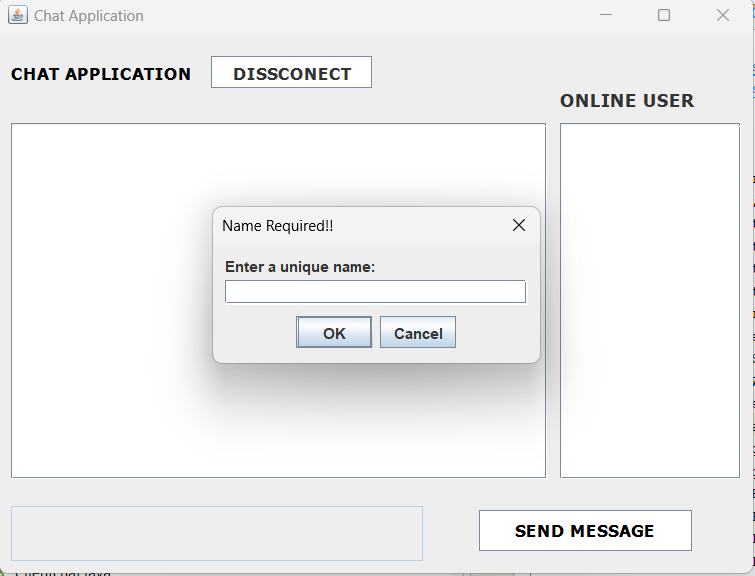 Chat Application
CHAT APPLICATION
DISSCONECT
ONLINE USER
Name Required!!
Enter a unique name:
OK
Cancel
SEND MESSAGE